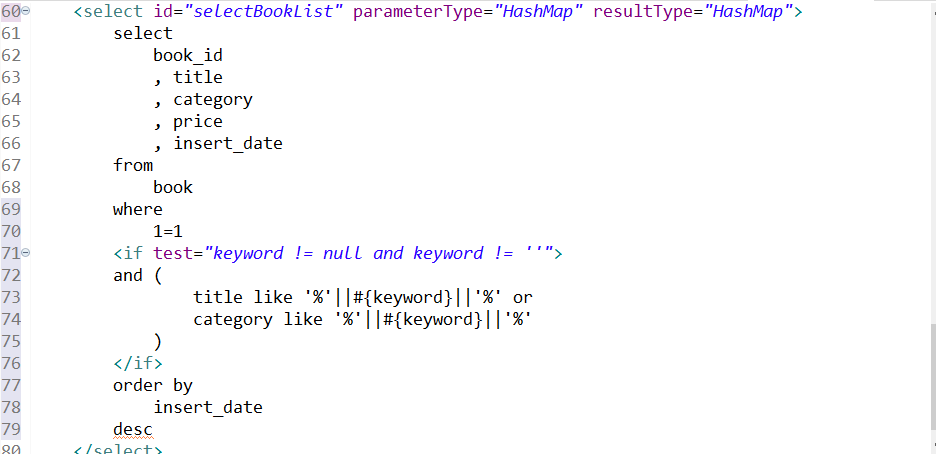 60 <select id="selectBookList" parameterType="HashMap" resultType="HashMap">
61 select
62 book_id
63 , title
64 , category
65 , price
66 , insert_date
67 from
68 book
69 where
70 1=1
71 <if test="keyword != null and keyword != ''">
72 and (
73 title like '%'||#{keyword}||'%' or
74 category like '%'||#{keyword}||'%'
75 )
76 </if>
77 order by
78 insert_date
79 desc
80 </select>